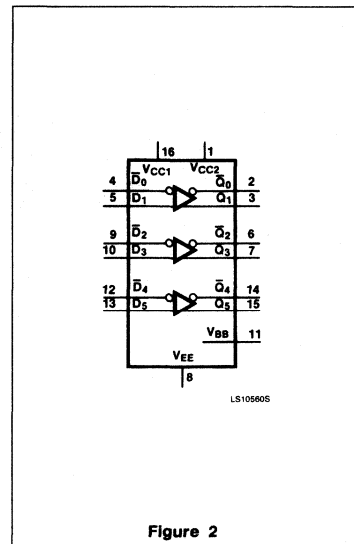 16 1
VCC1 VCC2
4 D̅0 Q̅0 2
5 D1 Q1 3
9 D̅2 Q̅2 6
10 D3 Q3 7
12 D̅4 Q̅4 14
13 D5 Q5 15
VBB 11
VEE
8
LS10560S
Figure 2